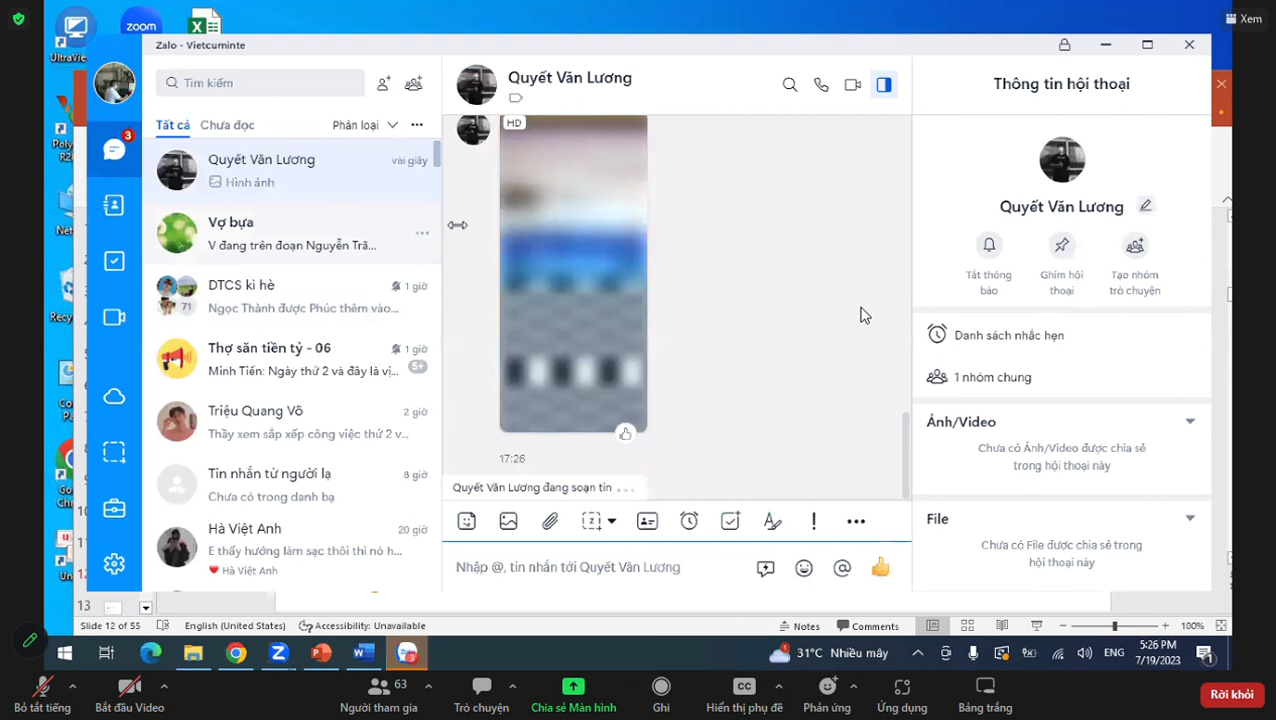 Xem
zoom
UltraVie
Zalo - Vietcuminte
Tìm kiếm
Tất cả Chưa đọc Phân loại
3
Quyết Văn Lương vài giây
Hình ảnh
Vợ bựa
V đang trên đoạn Nguyễn Trã...
DTCS kì hè 1 giờ
71 Ngọc Thành được Phúc thêm vào...
Thợ săn tiền tỷ - 06 1 giờ
Minh Tiến: Ngày thứ 2 và đây là vị... 5+
Triệu Quang Võ 2 giờ
Thầy xem sắp xếp công việc thứ 2 v...
Tin nhắn từ người lạ 8 giờ
Chưa có trong danh bạ
Hà Việt Anh 20 giờ
E thấy hướng làm sạc thôi thì nó h...
Hà Việt Anh
Quyết Văn Lương
HD
17:26
Quyết Văn Lương đang soạn tin ...
Nhập @, tin nhắn tới Quyết Văn Lương
Thông tin hội thoại
Quyết Văn Lương
Tắt thông báo
Ghim hội thoại
Tạo nhóm trò chuyện
Danh sách nhắc hẹn
1 nhóm chung
Ảnh/Video
Chưa có Ảnh/Video được chia sẻ
trong hội thoại này
File
Chưa có File được chia sẻ trong
hội thoại này
13
Slide 12 of 55 English (United States) Accessibility: Unavailable Notes Comments 100%
31°C Nhiều mây ENG 5:26 PM
7/19/2023 1
Bỏ tắt tiếng Bắt đầu Video Người tham gia 63 Trò chuyện Chia sẻ Màn hình Ghi Hiển thị phụ đề Phản ứng Ứng dụng Bảng trắng Rời khỏi